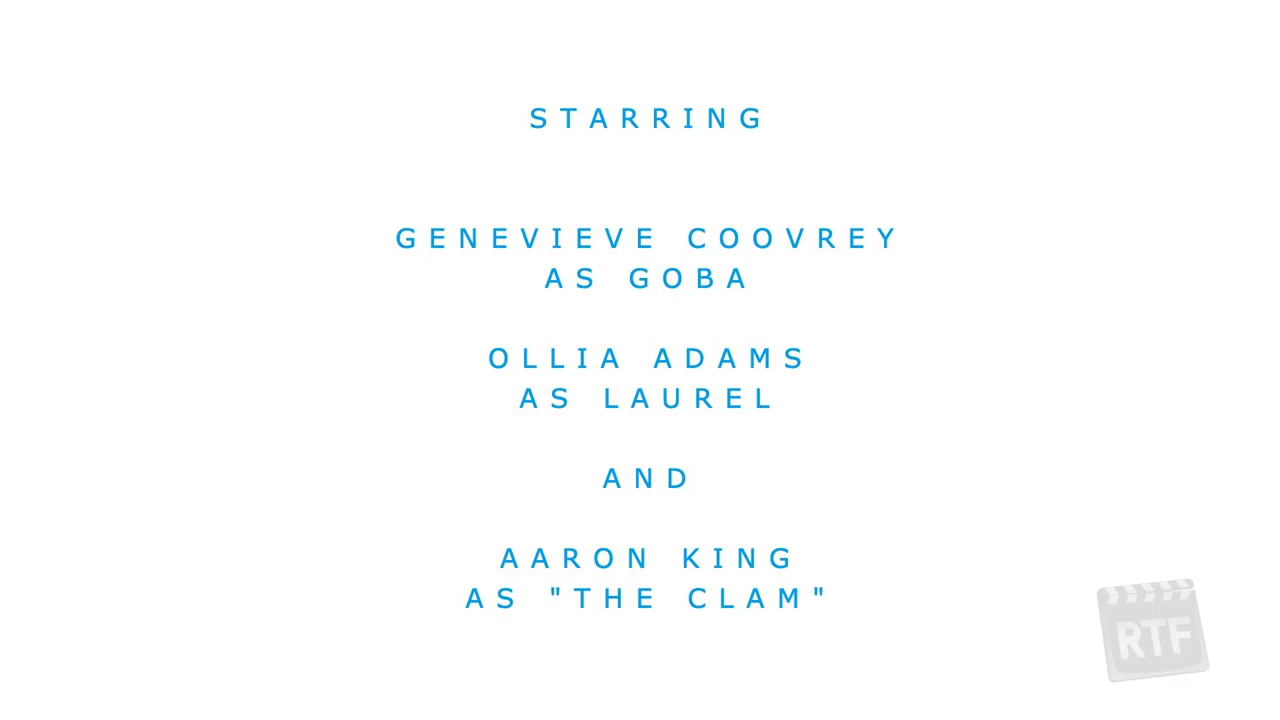 STARRING
GENEVIEVE COOVREY
AS GOBA
OLLIA ADAMS
AS LAUREL
AND
AARON KING
AS "THE CLAM"
RTF